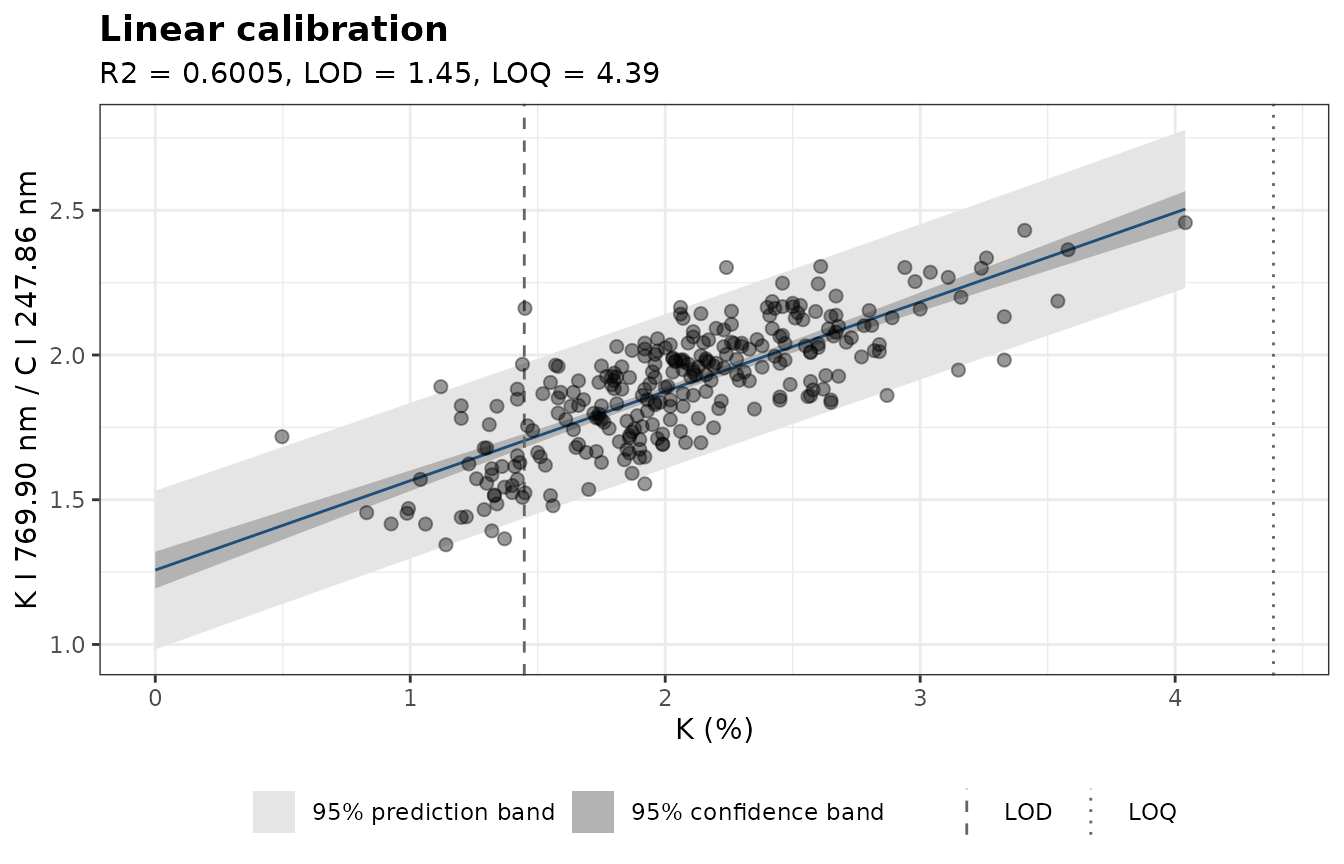 Linear calibration
R2 = 0.6005, LOD = 1.45, LOQ = 4.39
K I 769.90 nm / C I 247.86 nm
2.5
2.0
1.5
1.0
0 1 2 3 4
K (%)
95% prediction band 95% confidence band LOD LOQ